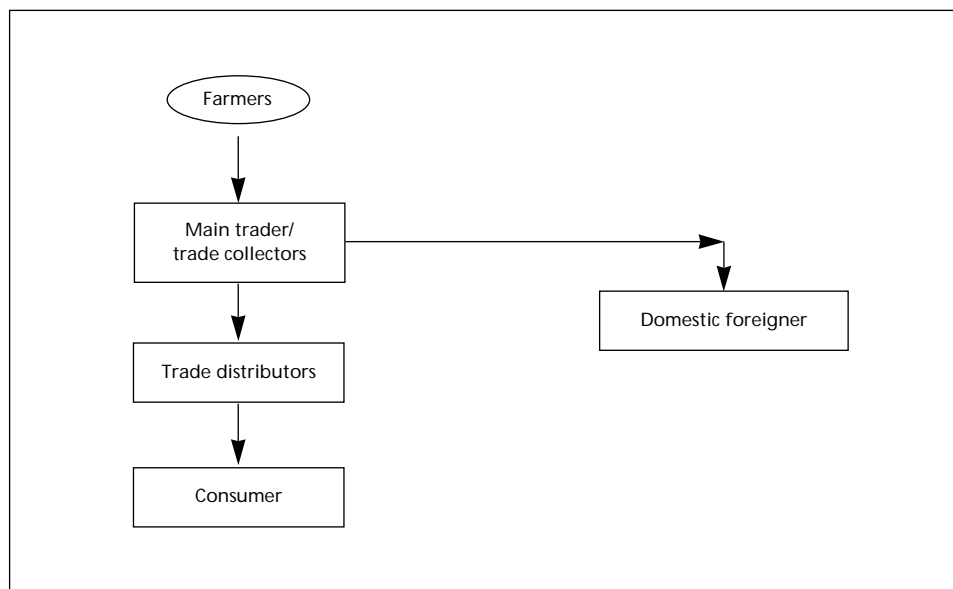 Farmers
Main trader/
trade collectors
Domestic foreigner
Trade distributors
Consumer